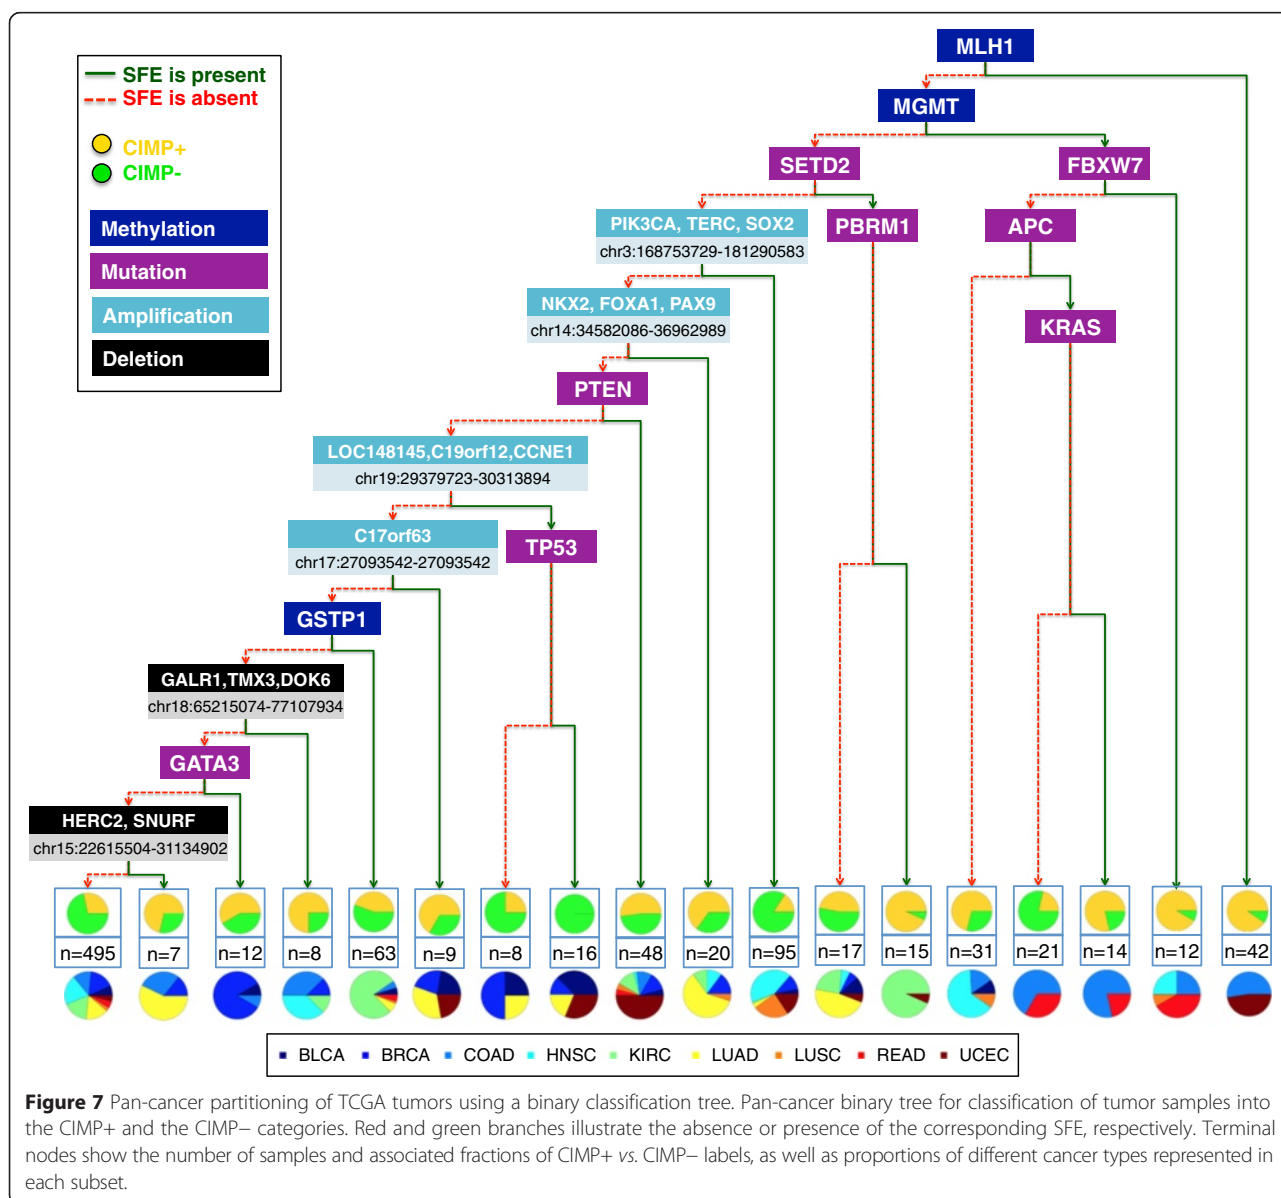 SFE is present
SFE is absent
CIMP+
CIMP-
Methylation
Mutation
Amplification
Deletion
MLH1
MGMT
SETD2
FBXW7
PIK3CA, TERC, SOX2
chr3:168753729-181290583
PBRM1
APC
NKX2, FOXA1, PAX9
chr14:34582086-36962989
KRAS
PTEN
LOC148145,C19orf12,CCNE1
chr19:29379723-30313894
C17orf63
chr17:27093542-27093542
TP53
GSTP1
GALR1,TMX3,DOK6
chr18:65215074-77107934
GATA3
HERC2, SNURF
chr15:22615504-31134902
n=495 n=7 n=12 n=8 n=63 n=9 n=8 n=16 n=48 n=20 n=95 n=17 n=15 n=31 n=21 n=14 n=12 n=42
BLCA BRCA COAD HNSC KIRC LUAD LUSC READ UCEC
Figure 7 Pan-cancer partitioning of TCGA tumors using a binary classification tree. Pan-cancer binary tree for classification of tumor samples into
the CIMP+ and the CIMP− categories. Red and green branches illustrate the absence or presence of the corresponding SFE, respectively. Terminal
nodes show the number of samples and associated fractions of CIMP+ vs. CIMP− labels, as well as proportions of different cancer types represented in
each subset.